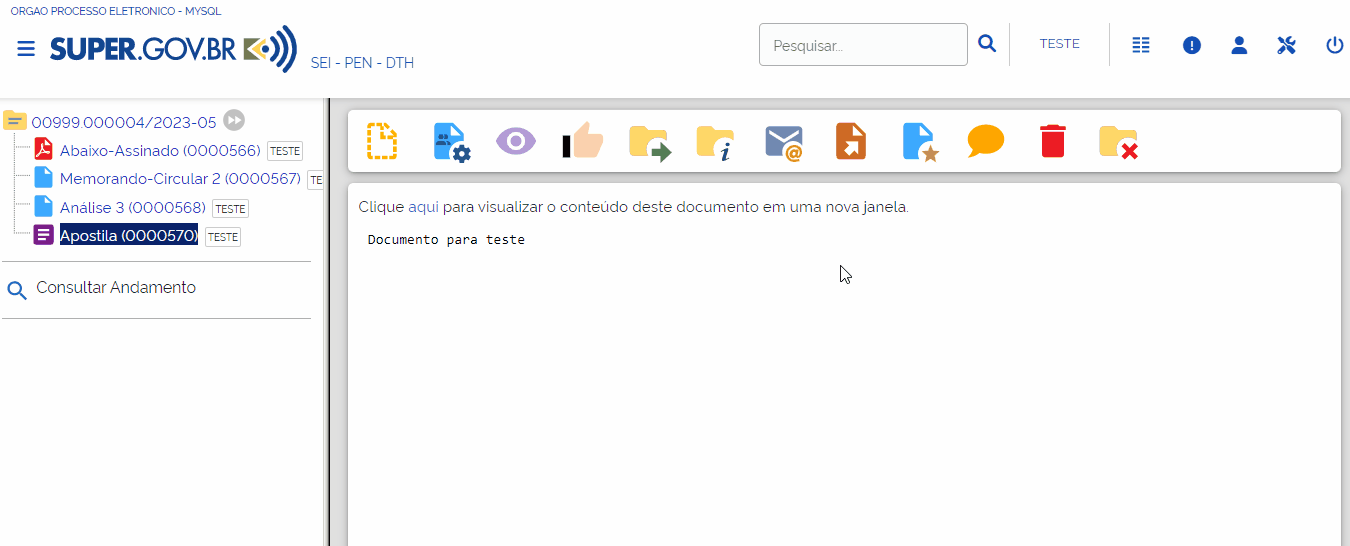 ORGAO PROCESSO ELETRONICO - MYSQL
SUPER.GOV.BR
SEI - PEN - DTH
Pesquisar...
TESTE
00999.000004/2023-05
Abaixo-Assinado (0000566) TESTE
Memorando-Circular 2 (0000567) TE
Análise 3 (0000568) TESTE
Apostila (0000570) TESTE
Consultar Andamento
Clique aqui para visualizar o conteúdo deste documento em uma nova janela.
Documento para teste